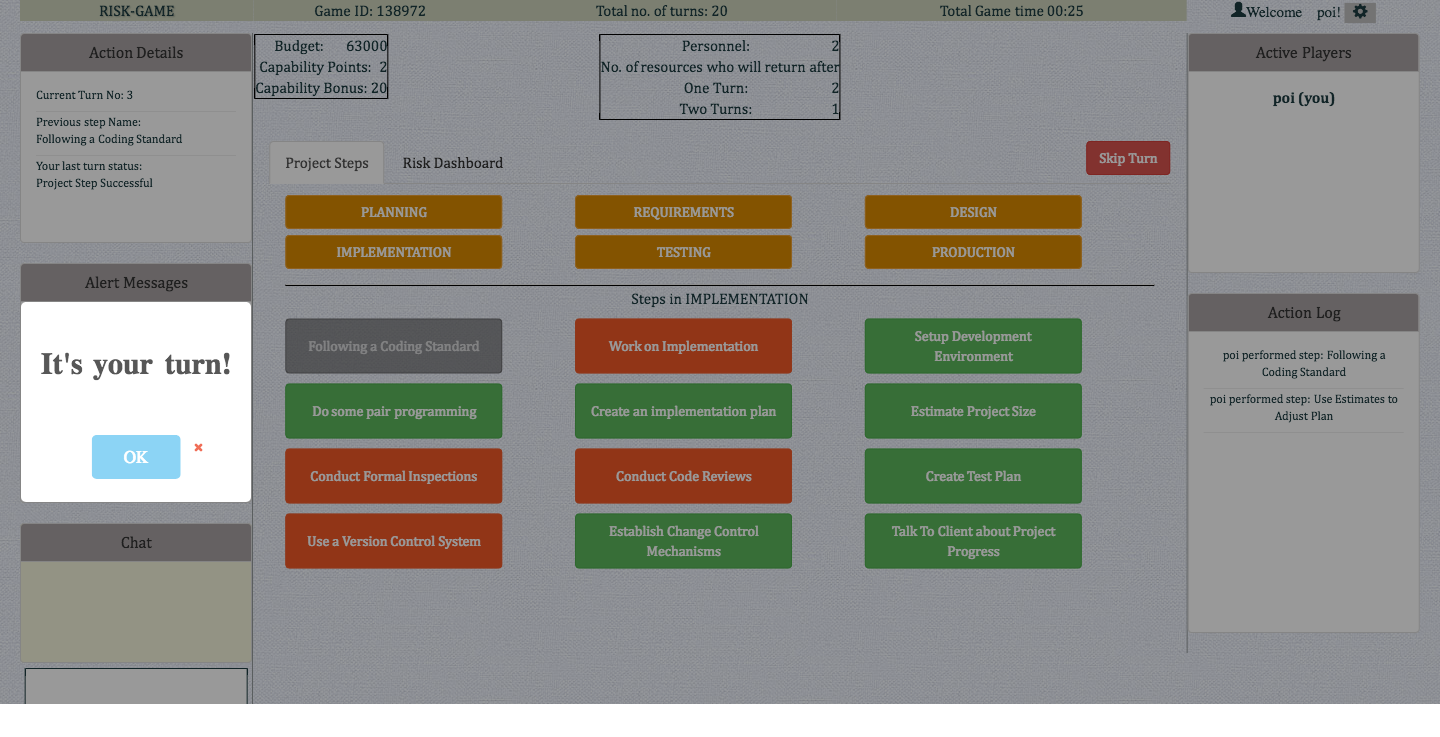 RISK-GAME
Game ID: 138972
Total no. of turns: 20
Total Game time 00:25
Welcome poi!
Action Details
Current Turn No: 3
Previous step Name:
Following a Coding Standard
Your last turn status:
Project Step Successful
Alert Messages
It's your turn!
OK
Chat
Budget: 63000
Capability Points: 2
Capability Bonus: 20
Personnel: 2
No. of resources who will return after
One Turn: 2
Two Turns: 1
Project Steps
Risk Dashboard
Skip Turn
PLANNING
REQUIREMENTS
DESIGN
IMPLEMENTATION
TESTING
PRODUCTION
Steps in IMPLEMENTATION
Following a Coding Standard
Work on Implementation
Setup Development
Environment
Do some pair programming
Create an implementation plan
Estimate Project Size
Conduct Formal Inspections
Conduct Code Reviews
Create Test Plan
Use a Version Control System
Establish Change Control
Mechanisms
Talk To Client about Project
Progress
Active Players
poi (you)
Action Log
poi performed step: Following a
Coding Standard
poi performed step: Use Estimates to
Adjust Plan